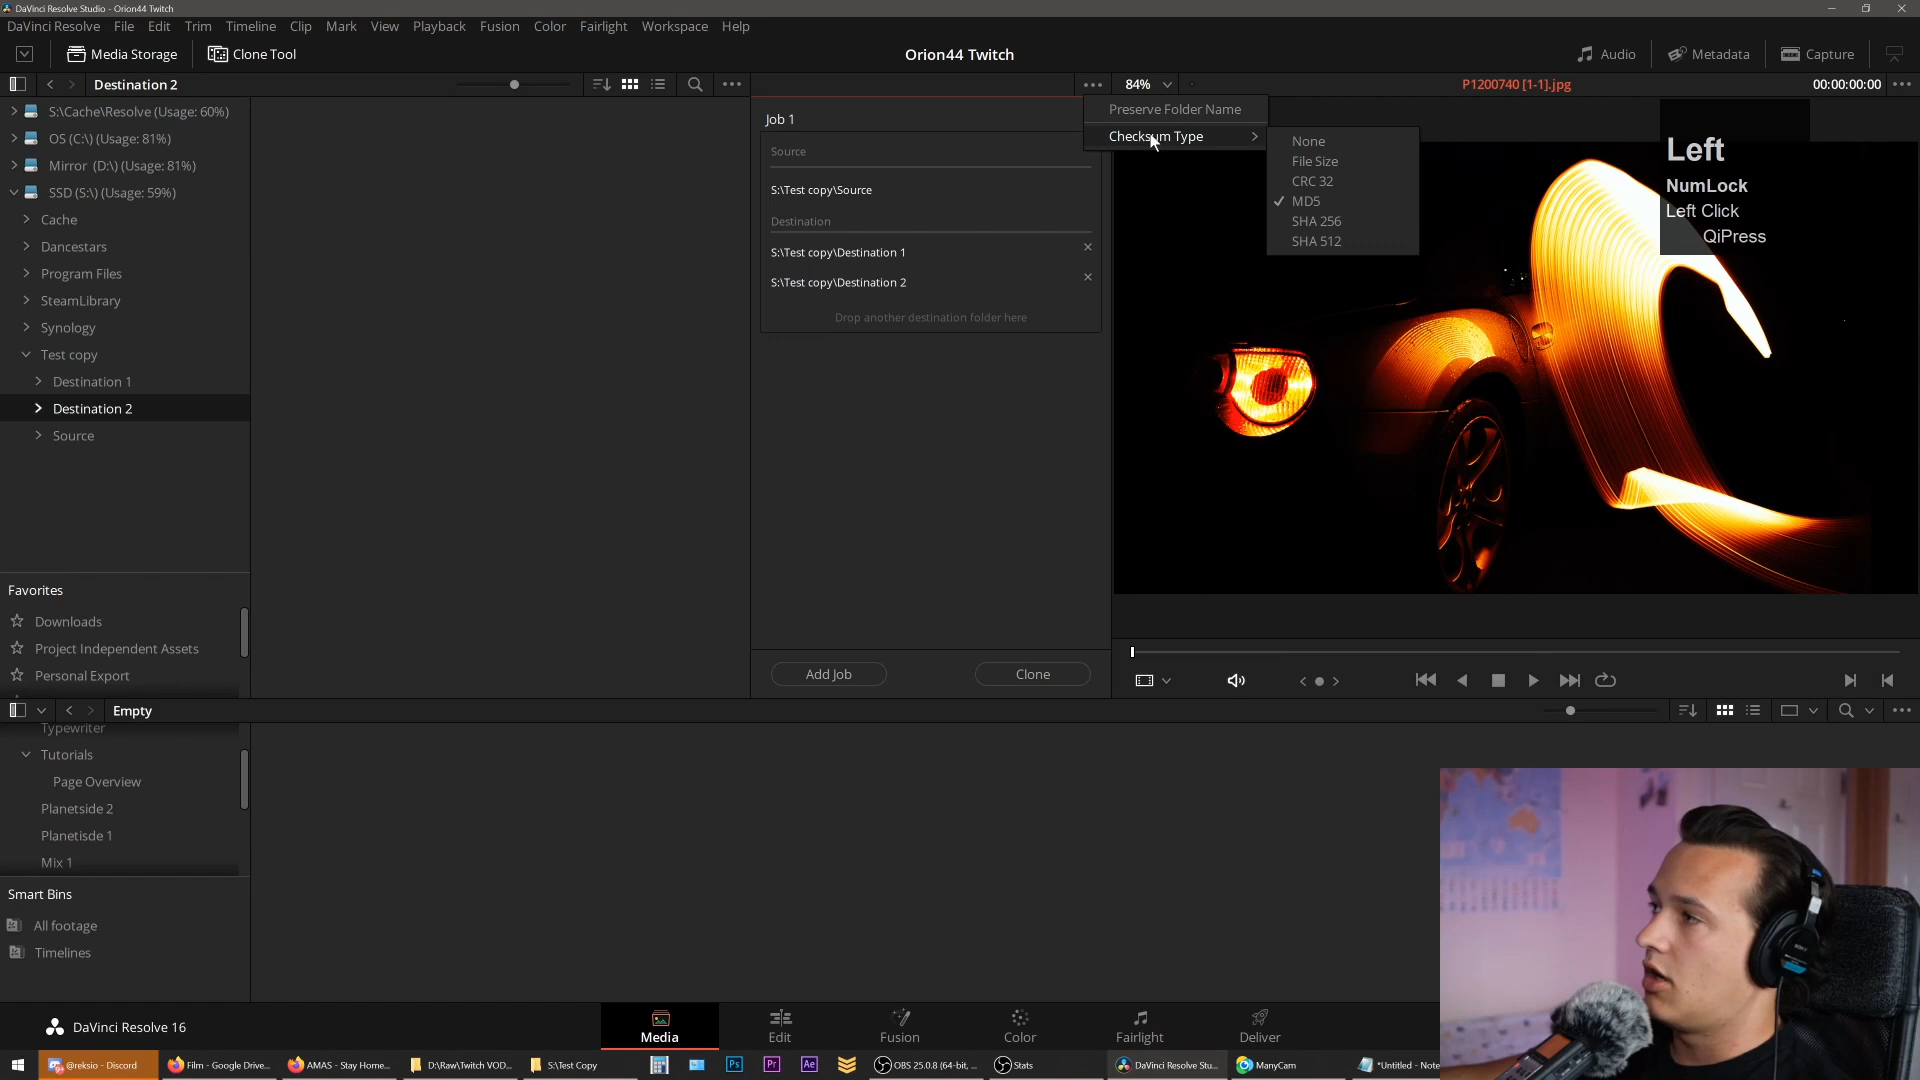 DaVinci Resolve Studio - Orion44 Twitch
DaVinci Resolve File Edit Trim Timeline Clip Mark View Playback Fusion Color Fairlight Workspace Help
Media Storage Clone Tool Orion44 Twitch Audio Metadata Capture
Destination 2 84% P1200740 [1-1].jpg 00:00:00:00
S:\Cache\Resolve (Usage: 60%)
OS (C:\) (Usage: 81%)
Mirror (D:\) (Usage: 81%)
SSD (S:\) (Usage: 59%)
Cache
Dancestars
Program Files
SteamLibrary
Synology
Test copy
Destination 1
Destination 2
Source
Favorites
Downloads
Project Independent Assets
Personal Export
Job 1
Source
S:\Test copy\Source
Destination
S:\Test copy\Destination 1
S:\Test copy\Destination 2
Drop another destination folder here
Add Job Clone
Preserve Folder Name
Checksum Type
None
File Size
CRC 32
MD5
SHA 256
SHA 512
Left
NumLock
Left Click
QiPress
Empty
Typewriter
Tutorials
Page Overview
Planetside 2
Planetisde 1
Mix 1
Smart Bins
All footage
Timelines
DaVinci Resolve 16
Media Edit Fusion Color Fairlight Deliver
@reksio - Discord Film - Google Drive... AMAS - Stay Home... D:\Raw\Twitch VOD... S:\Test Copy Ps Pr Ae OBS 25.0.8 (64-bit, ... Stats DaVinci Resolve Stu... ManyCam *Untitled - Note